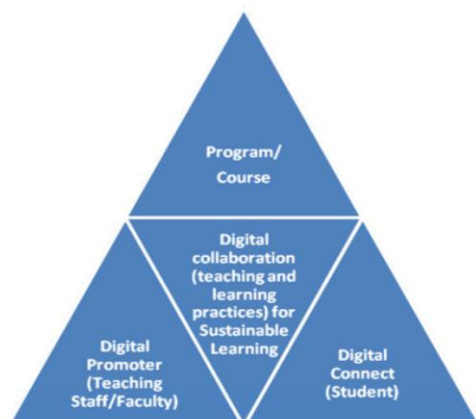 Program/
Course
Digital
collaboration
(teaching and
learning
practices) for
Sustainable
Learning
Digital
Promoter
(Teaching
Staff/Faculty)
Digital
Connect
(Student)